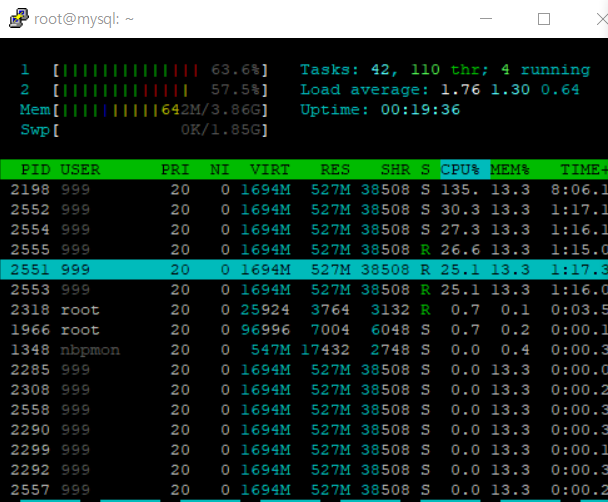 root@mysql: ~
1 [||||||||||||||| 63.6%] Tasks: 42, 110 thr; 4 running
2 [|||||||||||||| 57.5%] Load average: 1.76 1.30 0.64
Mem[||||||||||642M/3.86G] Uptime: 00:19:36
Swp[ 0K/1.85G]
PID USER PRI NI VIRT RES SHR S CPU% MEM% TIME+
2198 999 20 0 1694M 527M 38508 S 135. 13.3 8:06.1
2552 999 20 0 1694M 527M 38508 S 30.3 13.3 1:17.1
2554 999 20 0 1694M 527M 38508 S 27.3 13.3 1:16.1
2555 999 20 0 1694M 527M 38508 R 26.6 13.3 1:15.0
2551 999 20 0 1694M 527M 38508 R 25.1 13.3 1:17.3
2553 999 20 0 1694M 527M 38508 S 25.1 13.3 1:16.0
2318 root 20 0 25924 3764 3132 R 0.7 0.1 0:03.5
1966 root 20 0 96996 7004 6048 S 0.7 0.2 0:00.1
1348 nbpmon 20 0 547M 17432 2748 S 0.0 0.4 0:00.3
2285 999 20 0 1694M 527M 38508 S 0.0 13.3 0:00.0
2308 999 20 0 1694M 527M 38508 S 0.0 13.3 0:00.2
2558 999 20 0 1694M 527M 38508 S 0.0 13.3 0:00.0
2290 999 20 0 1694M 527M 38508 S 0.0 13.3 0:00.3
2299 999 20 0 1694M 527M 38508 S 0.0 13.3 0:00.1
2292 999 20 0 1694M 527M 38508 S 0.0 13.3 0:00.3
2557 999 20 0 1694M 527M 38508 S 0.0 13.3 0:00.2